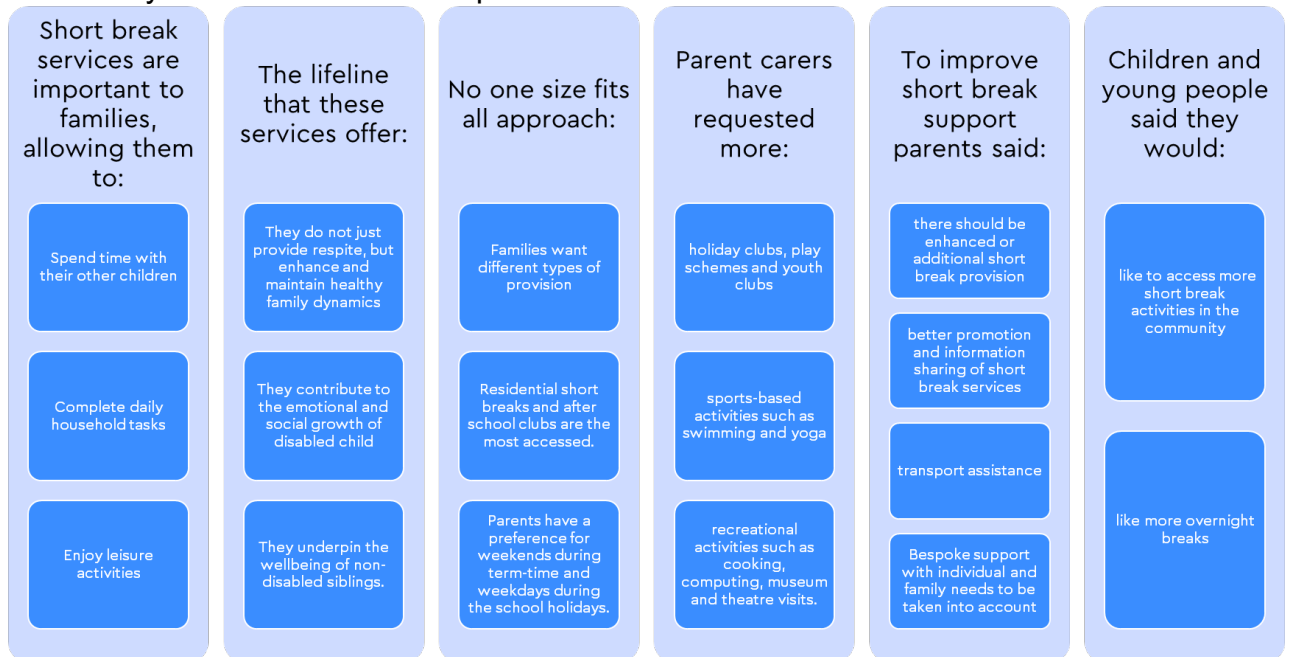 Short break
services are
important to
families,
allowing them
to:
Spend time with
their other children
Complete daily
household tasks
Enjoy leisure
activities
The lifeline
that these
services offer:
They do not just
provide respite, but
enhance and
maintain healthy
family dynamics
They contribute to
the emotional and
social growth of
disabled child
They underpin the
wellbeing of non-
disabled siblings.
No one size fits
all approach:
Families want
different types of
provision
Residential short
breaks and after
school clubs are the
most accessed.
Parents have a
preference for
weekends during
term-time and
weekdays during
the school holidays.
Parent carers
have
requested
more:
holiday clubs, play
schemes and youth
clubs
sports-based
activities such as
swimming and yoga
recreational
activities such as
cooking,
computing, museum
and theatre visits.
To improve
short break
support
parents said:
there should be
enhanced or
additional short
break provision
better promotion
and information
sharing of short
break services
transport assistance
Bespoke support
with individual and
family needs to be
taken into account
Children and
young people
said they
would:
like to access more
short break
activities in the
community
like more overnight
breaks